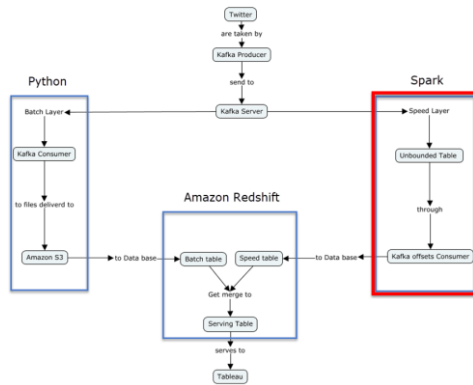 Twitter
are taken by
Kafka Producer
Python
send to
Spark
Batch Layer
Kafka Server
Speed Layer
Kafka Consumer
Unbounded Table
to files deliverd to
Amazon Redshift
through
Amazon S3
to Data base
Batch table
Speed table
to Data base
Kafka offsets Consumer
Get merge to
Serving Table
serves to
Tableau